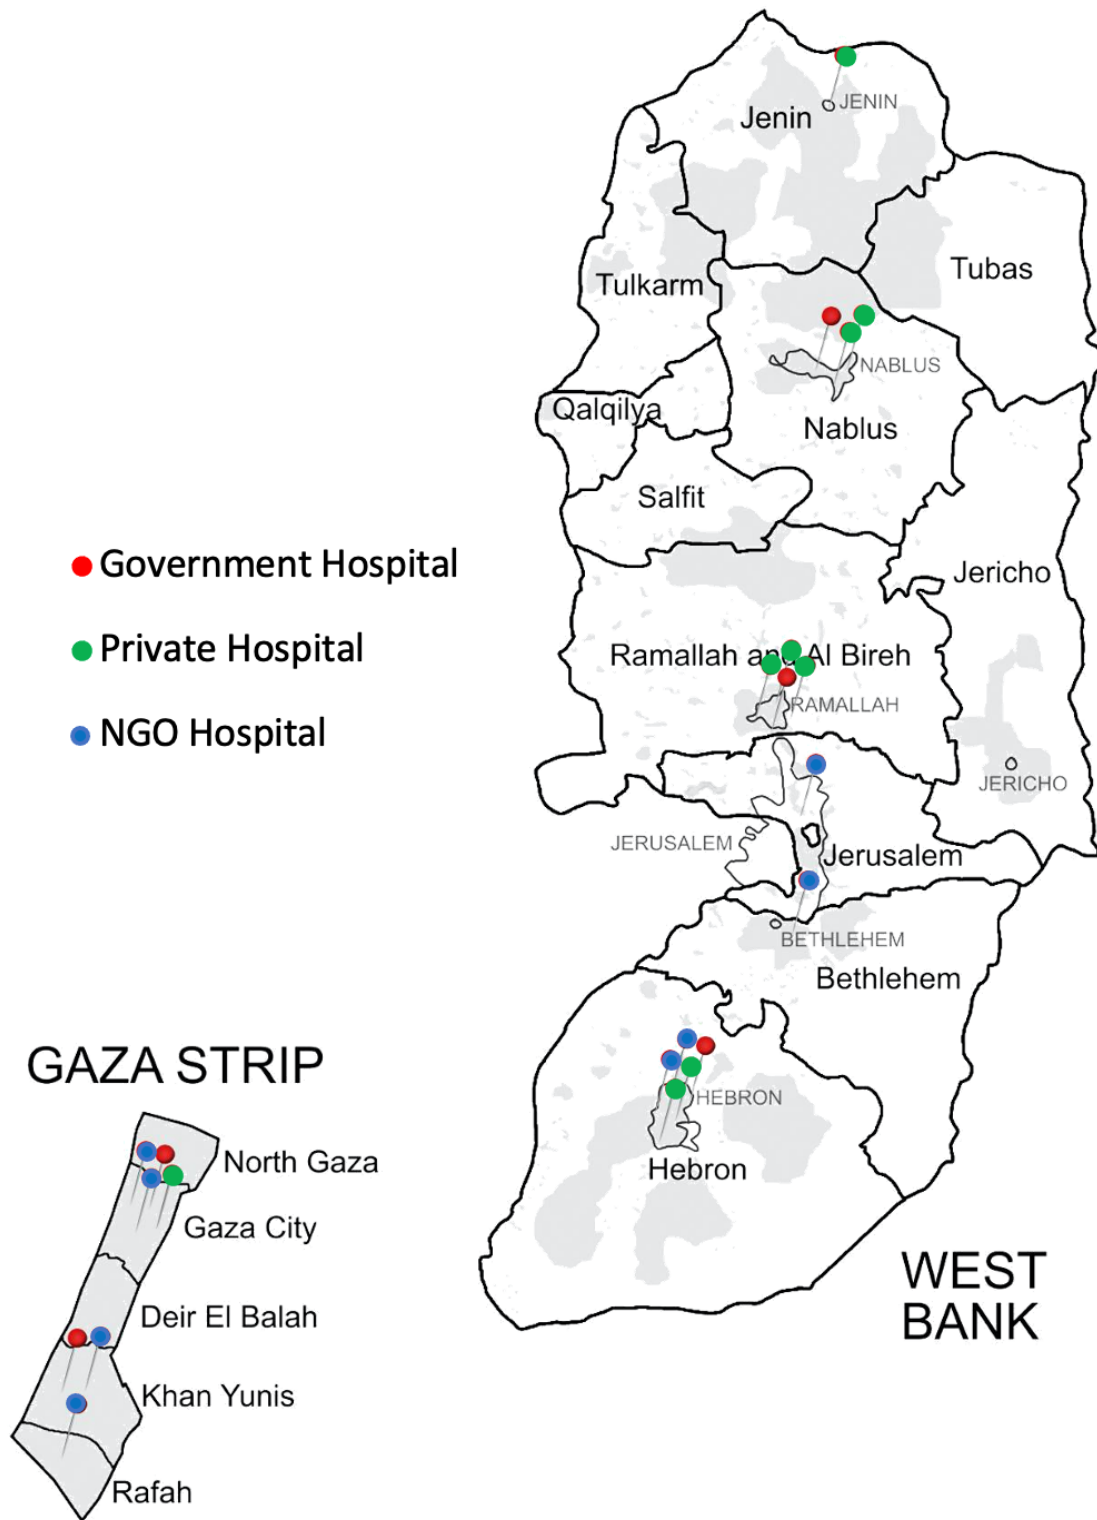 JENIN
Jenin
Tubas
Tulkarm
NABLUS
Qalqilya
Nablus
Salfit
Government Hospital
Jericho
Private Hospital
Ramallah and Al Bireh
RAMALLAH
NGO Hospital
JERICHO
JERUSALEM
Jerusalem
BETHLEHEM
Bethlehem
GAZA STRIP
HEBRON
North Gaza
Hebron
Gaza City
WEST
BANK
Deir El Balah
Khan Yunis
Rafah